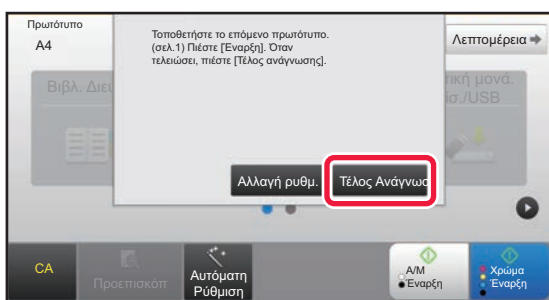 Πρωτότυπο
A4
Τοποθετήστε το επόμενο πρωτότυπο.
(σελ.1) Πιέστε [Έναρξη]. Όταν
τελειώσει, πιέστε [Τέλος ανάγνωσης].
Λεπτομέρεια
Βιβλ. Διευ
τική μονά.
ίσ./USB
Αλλαγή ρυθμ.
Τέλος Ανάγνωσ
CA
Προεπισκόπ
Αυτόματη
Ρύθμιση
Α/Μ
Έναρξη
Χρώμα
Έναρξη